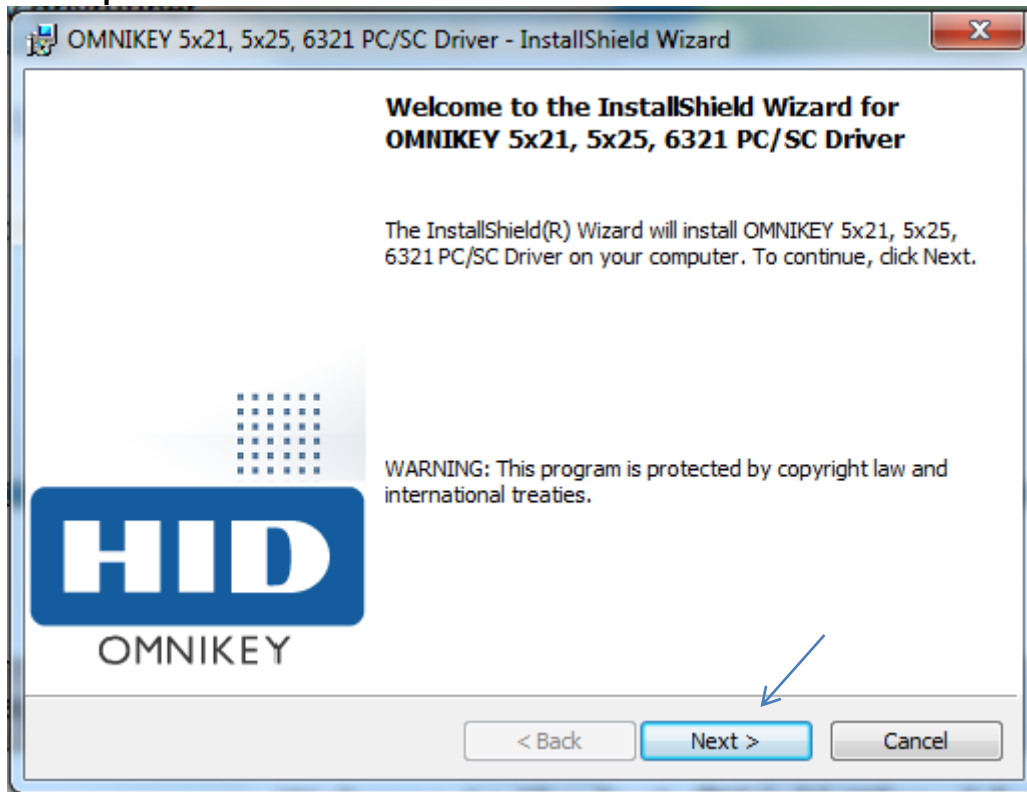 OMNIKEY 5x21, 5x25, 6321 PC/SC Driver - InstallShield Wizard
Welcome to the InstallShield Wizard for
OMNIKEY 5x21, 5x25, 6321 PC/SC Driver
The InstallShield(R) Wizard will install OMNIKEY 5x21, 5x25,
6321 PC/SC Driver on your computer. To continue, click Next.
WARNING: This program is protected by copyright law and
international treaties.
HID
OMNIKEY
< Back
Next >
Cancel